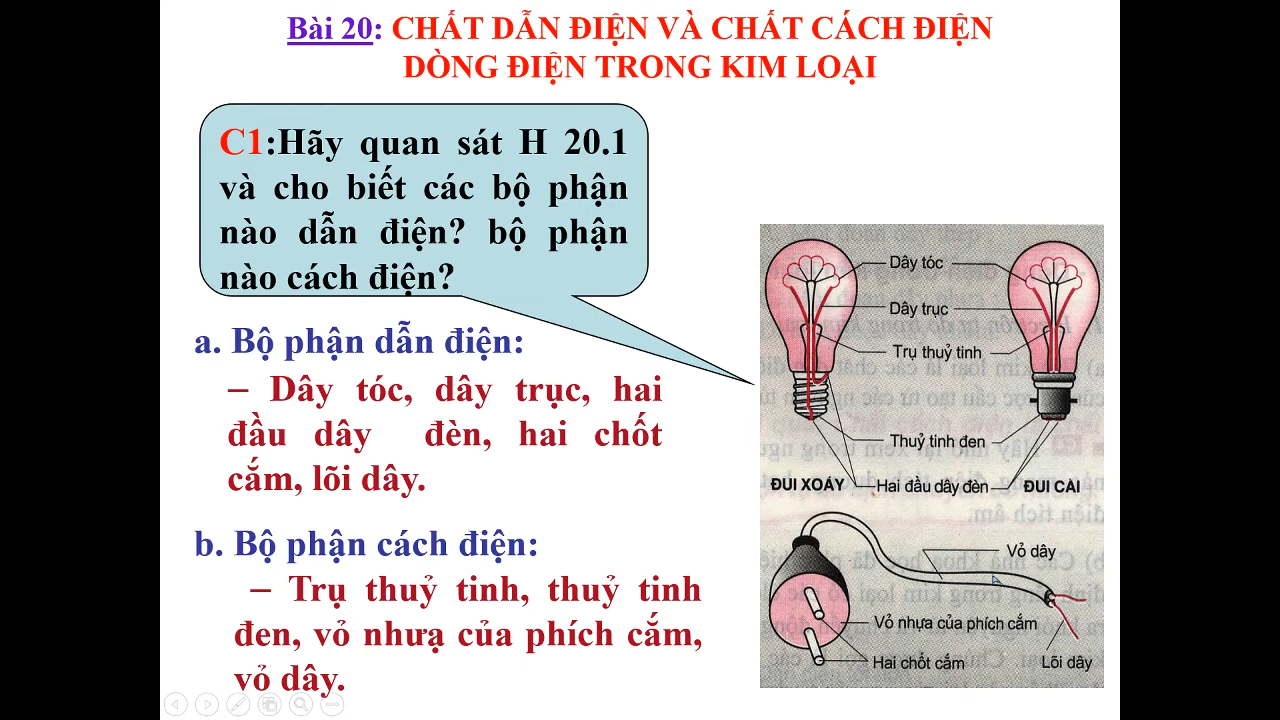 Bài 20: CHẤT DẪN ĐIỆN VÀ CHẤT CÁCH ĐIỆN
DÒNG ĐIỆN TRONG KIM LOẠI
C1:Hãy quan sát H 20.1
và cho biết các bộ phận
nào dẫn điện? bộ phận
nào cách điện?
a. Bộ phận dẫn điện:
– Dây tóc, dây trục, hai
đầu dây đèn, hai chốt
cắm, lõi dây.
b. Bộ phận cách điện:
– Trụ thuỷ tinh, thuỷ tinh
đen, vỏ nhưạ của phích cắm,
vỏ dây.
Dây tóc
Dây trục
Trụ thuỷ tinh
Thuỷ tinh đen
ĐUI XOÁY
Hai đầu dây đèn
ĐUI CÀI
Vỏ dây
Vỏ nhựa của phích cắm
Hai chốt cắm
Lõi dây